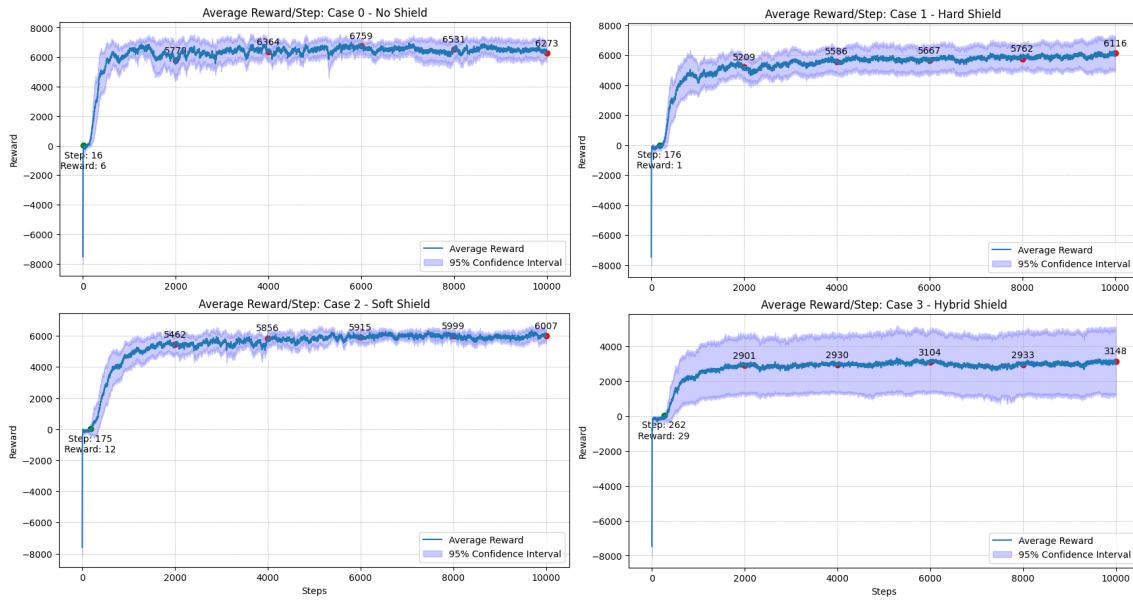 Average Reward/Step: Case 0 - No Shield
8000
6000
4000
2000
0
−2000
−4000
−6000
−8000
Reward
5778
6364
6759
6531
6273
Step: 16
Reward: 6
Average Reward
95% Confidence Interval
0
2000
4000
6000
8000
10000
Average Reward/Step: Case 1 - Hard Shield
8000
6000
4000
2000
0
−2000
−4000
−6000
−8000
Reward
5209
5586
5667
5762
6116
Step: 176
Reward: 1
Average Reward
95% Confidence Interval
0
2000
4000
6000
8000
10000
Average Reward/Step: Case 2 - Soft Shield
6000
4000
2000
0
−2000
−4000
−6000
−8000
Reward
5462
5856
5915
5999
6007
Step: 175
Reward: 12
Average Reward
95% Confidence Interval
0
2000
4000
6000
8000
10000
Steps
Average Reward/Step: Case 3 - Hybrid Shield
4000
2000
0
−2000
−4000
−6000
−8000
Reward
2901
2930
3104
2933
3148
Step: 262
Reward: 29
Average Reward
95% Confidence Interval
0
2000
4000
6000
8000
10000
Steps